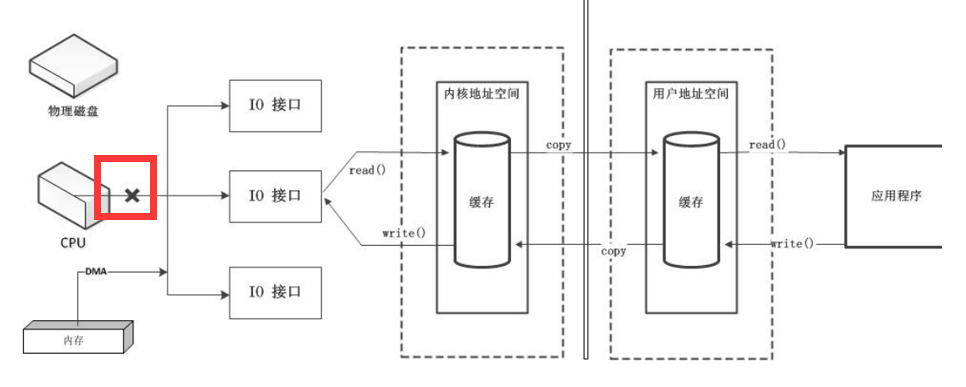 物理磁盘
CPU
DMA
内存
IO 接口
IO 接口
IO 接口
read()
write()
内核地址空间
缓存
copy
copy
用户地址空间
缓存
read()
write()
应用程序